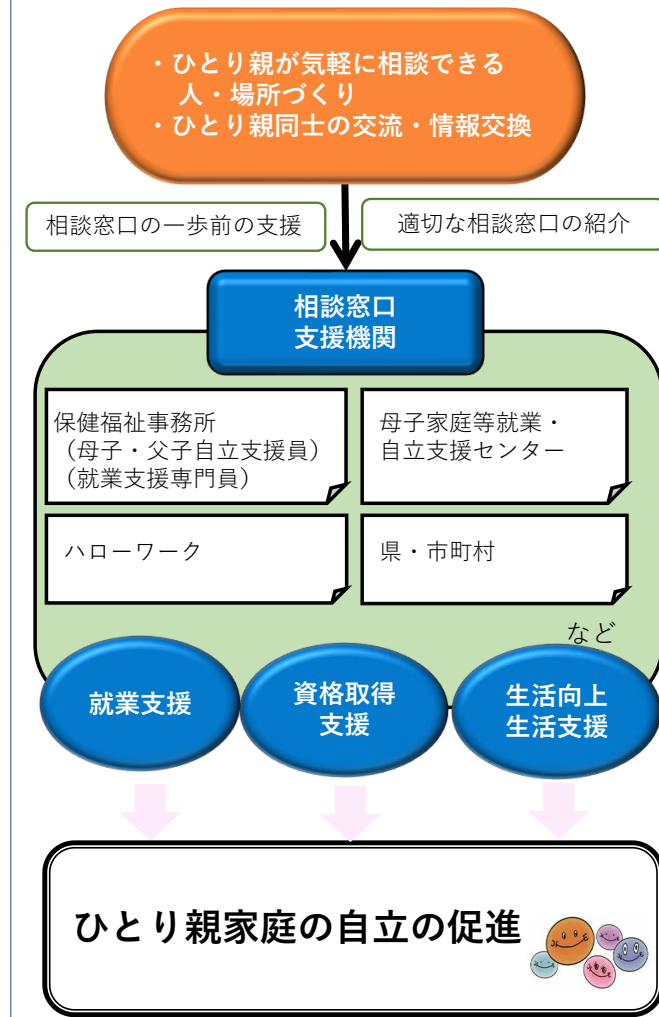 ・ひとり親が気軽に相談できる
人・場所づくり
・ひとり親同士の交流・情報交換
相談窓口の一歩前の支援
適切な相談窓口の紹介
相談窓口
支援機関
保健福祉事務所
（母子・父子自立支援員）
（就業支援専門員）
母子家庭等就業・
自立支援センター
ハローワーク
県・市町村
など
就業支援
資格取得
支援
生活向上
生活支援
ひとり親家庭の自立の促進